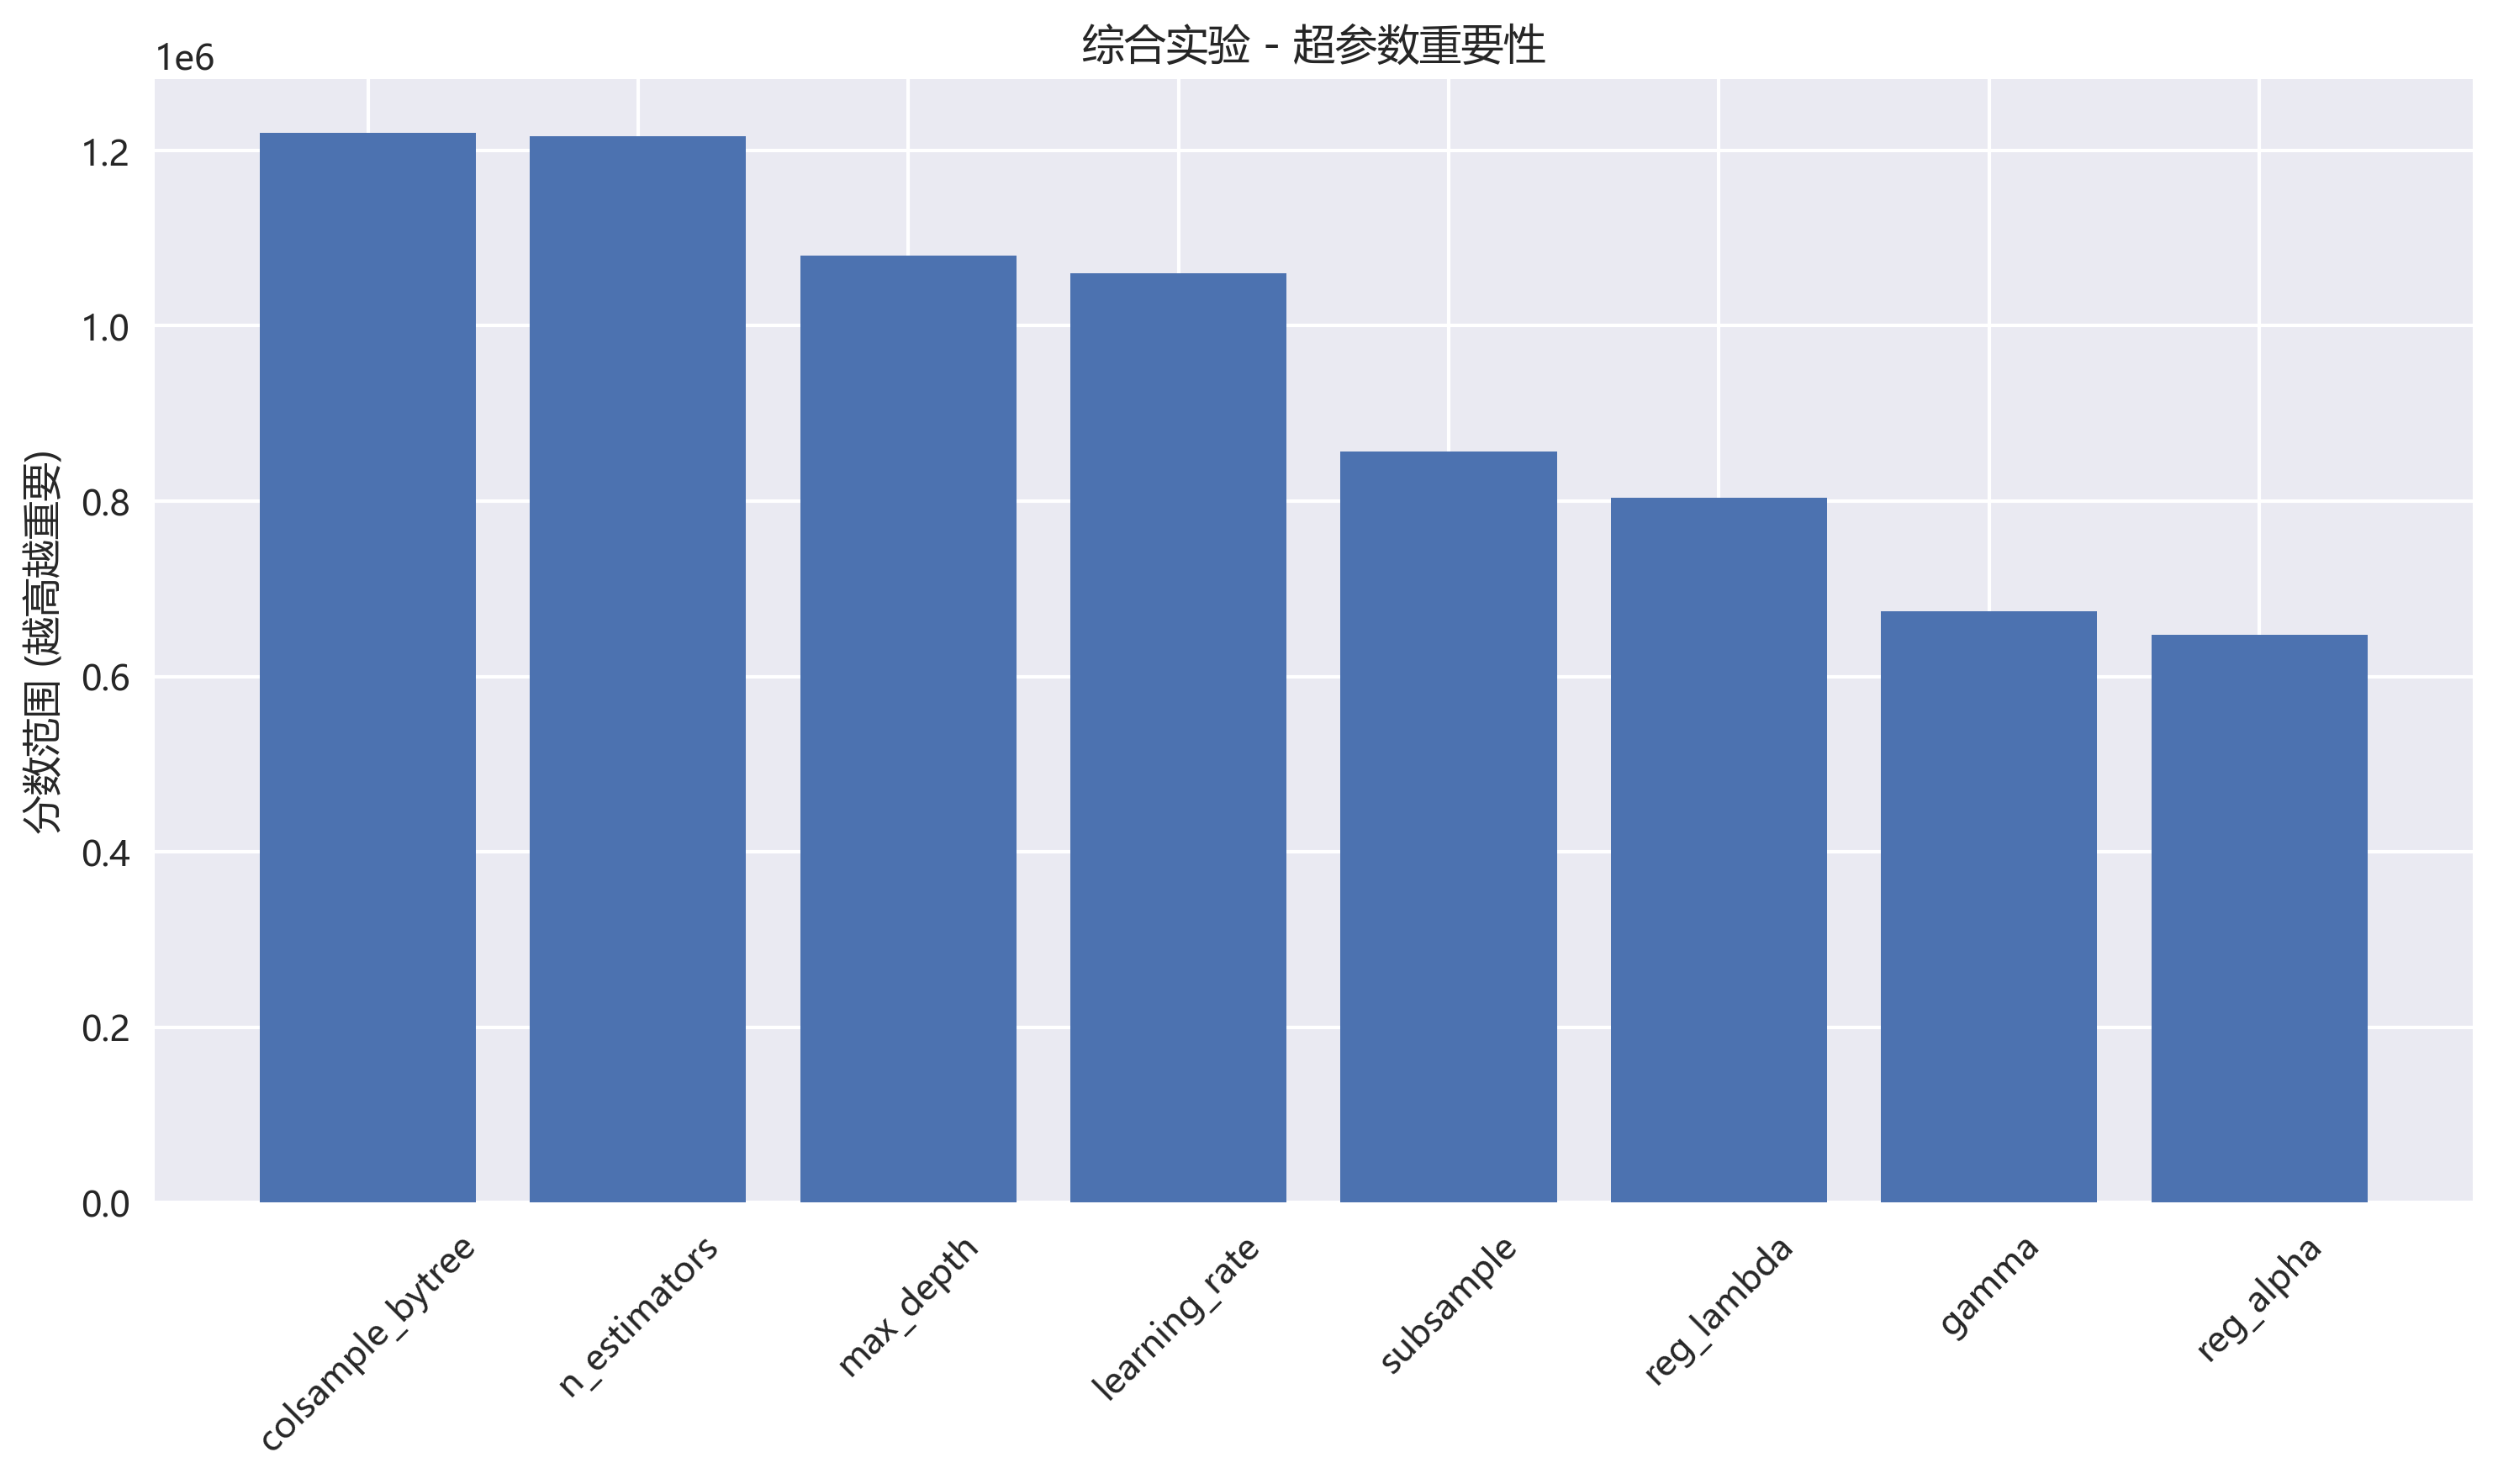 综合实验 - 超参数重要性
1e6
1.2
1.0
0.8
0.6
0.4
0.2
0.0
分数范围 (越高越重要)
colsample_bytree
n_estimators
max_depth
learning_rate
subsample
reg_lambda
gamma
reg_alpha